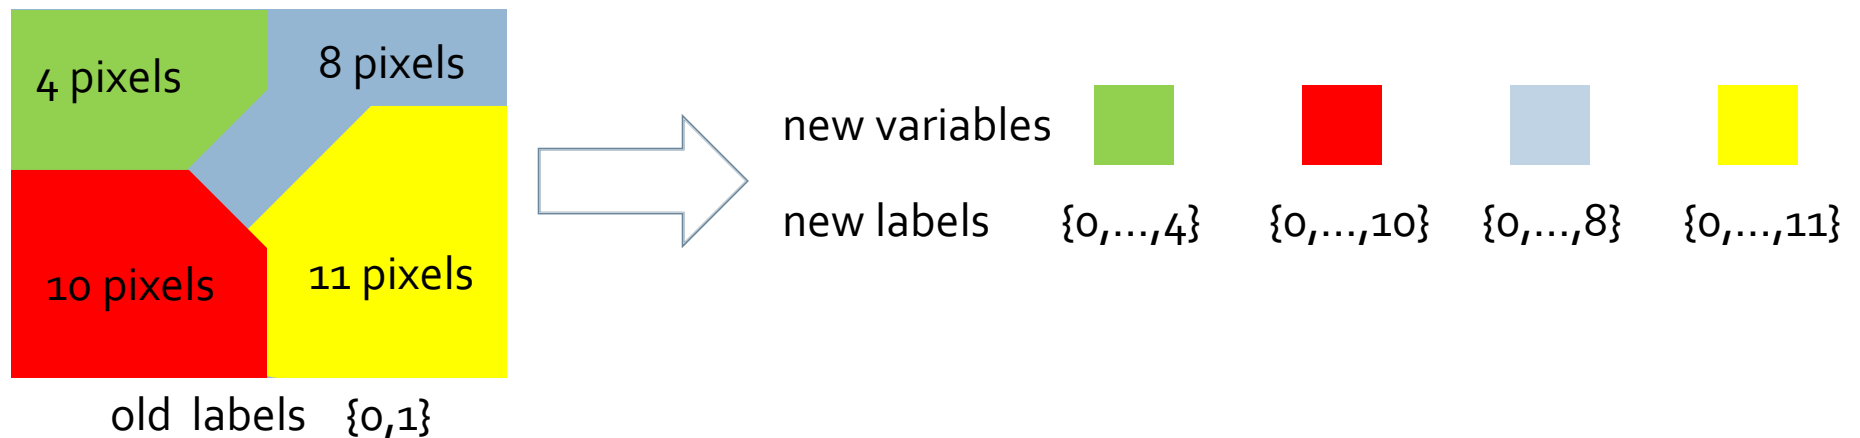 4 pixels
8 pixels
10 pixels
11 pixels
old labels {0,1}
new variables
new labels {0,...,4} {0,...,10} {0,...,8} {0,...,11}